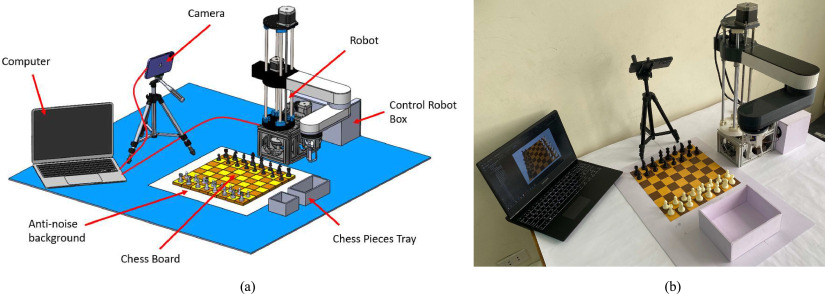 Camera
Computer
Robot
Control Robot
Box
Anti-noise
background
Chess Board
Chess Pieces Tray
(a)
(b)